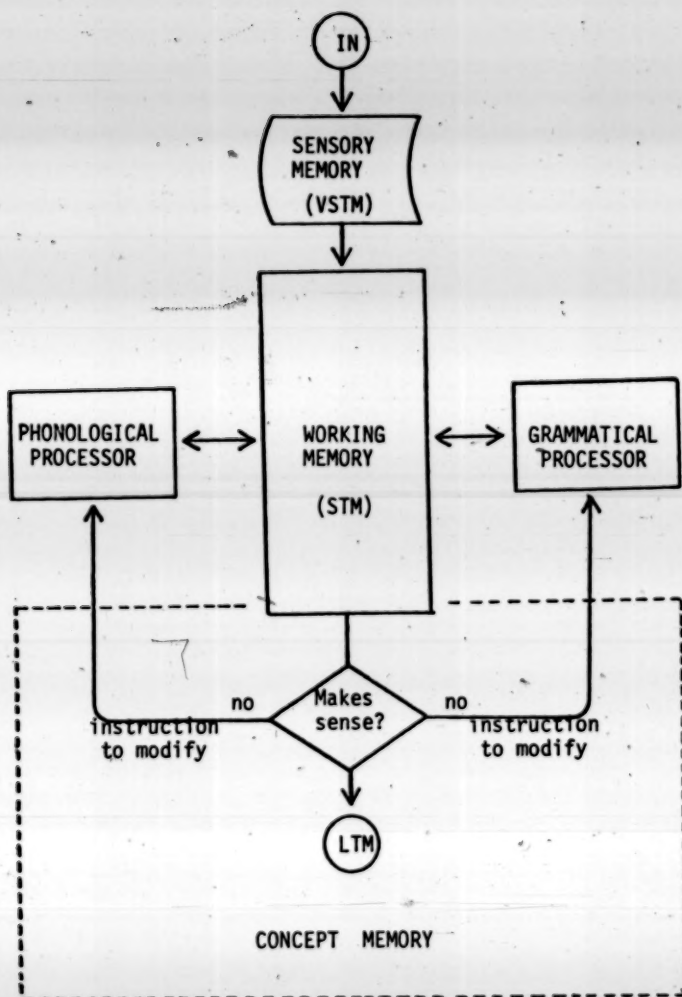 IN
SENSORY
MEMORY
(VSTM)
PHONOLOGICAL
PROCESSOR
WORKING
MEMORY
(STM)
GRAMMATICAL
PROCESSOR
no
instruction
to modify
Makes
sense?
no
instruction
to modify
LTM
CONCEPT MEMORY